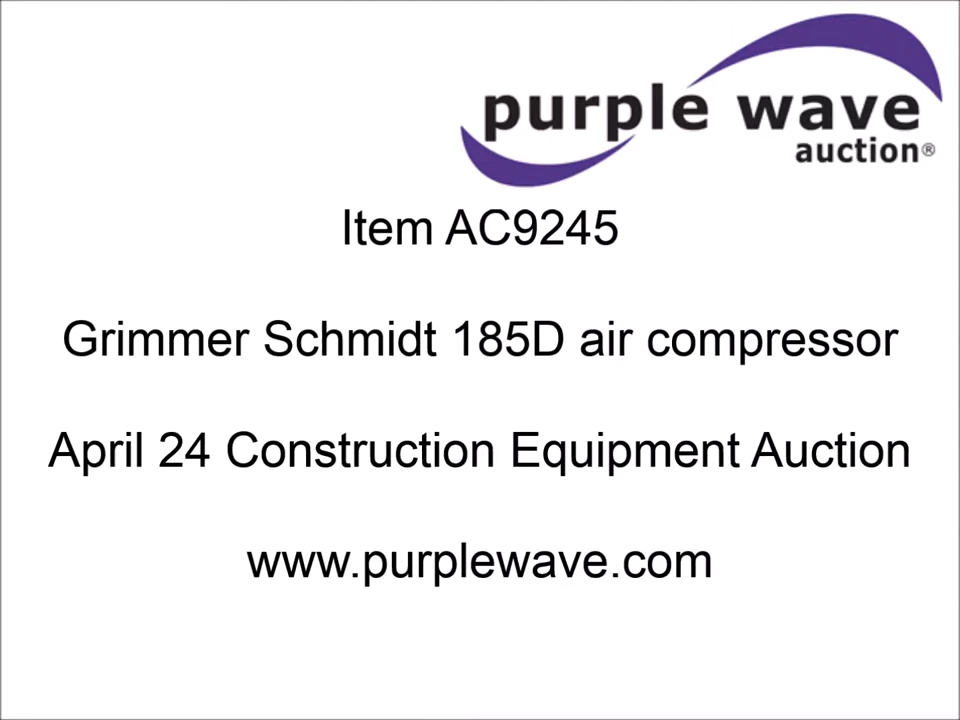 purple wave
auction®
Item AC9245
Grimmer Schmidt 185D air compressor
April 24 Construction Equipment Auction
www.purplewave.com